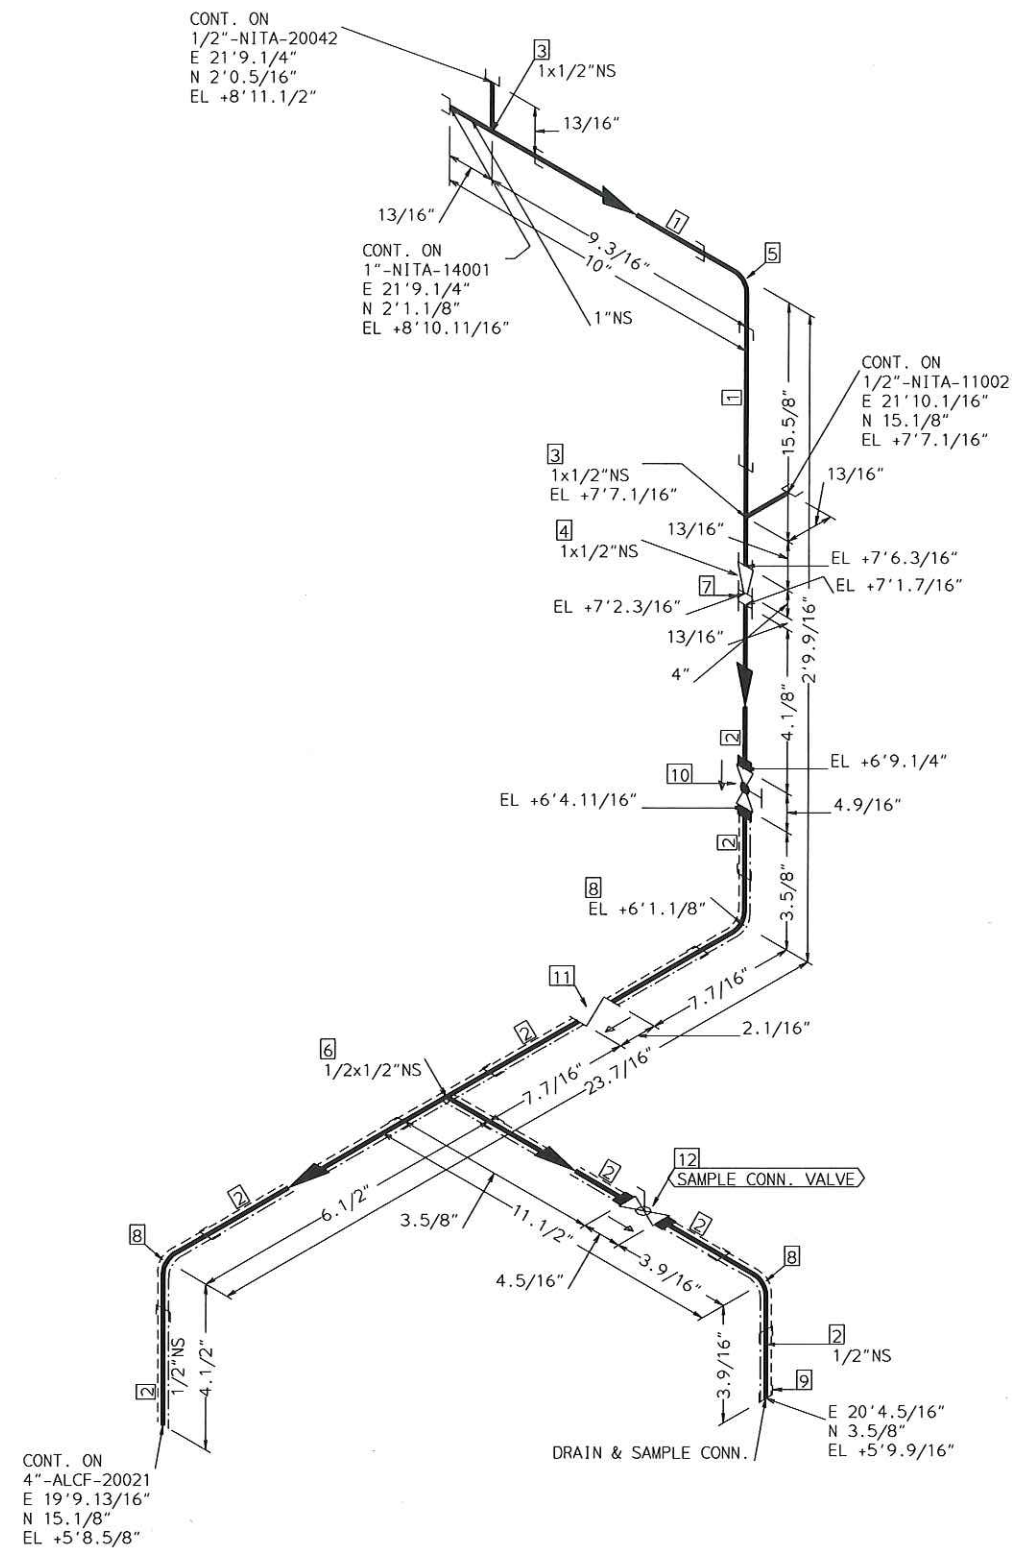 CONT. ON
1/2"-NITA-20042
E 21'9.1/4"
N 2'0.5/16"
EL +8'11.1/2"
3
1x1/2"NS
13/16"
13/16"
CONT. ON
1"-NITA-14001
E 21'9.1/4"
N 2'1.1/8"
EL +8'10.11/16"
1
9.3/16"
10"
1"NS
5
1
15.5/8"
2'9.9/16"
CONT. ON
1/2"-NITA-11002
E 21'10.1/16"
N 15.1/8"
EL +7'7.1/16"
3
1x1/2"NS
EL +7'7.1/16"
13/16"
4
1x1/2"NS
13/16"
EL +7'6.3/16"
7
EL +7'1.7/16"
EL +7'2.3/16"
13/16"
4"
4.1/8"
2
EL +6'9.1/4"
10
EL +6'4.11/16"
4.9/16"
2
3.5/8"
8
EL +6'1.1/8"
11
7.7/16"
2.1/16"
2
6
1/2x1/2"NS
7.7/16"
23.7/16"
2
12
SAMPLE CONN. VALVE
2
6.1/2"
3.5/8"
11.1/2"
2
8
4.5/16"
3.9/16"
8
1/2"NS
4.1/2"
2
3.9/16"
2
1/2"NS
9
E 20'4.5/16"
N 3.5/8"
EL +5'9.9/16"
DRAIN & SAMPLE CONN.
CONT. ON
4"-ALCF-20021
E 19'9.13/16"
N 15.1/8"
EL +5'8.5/8"